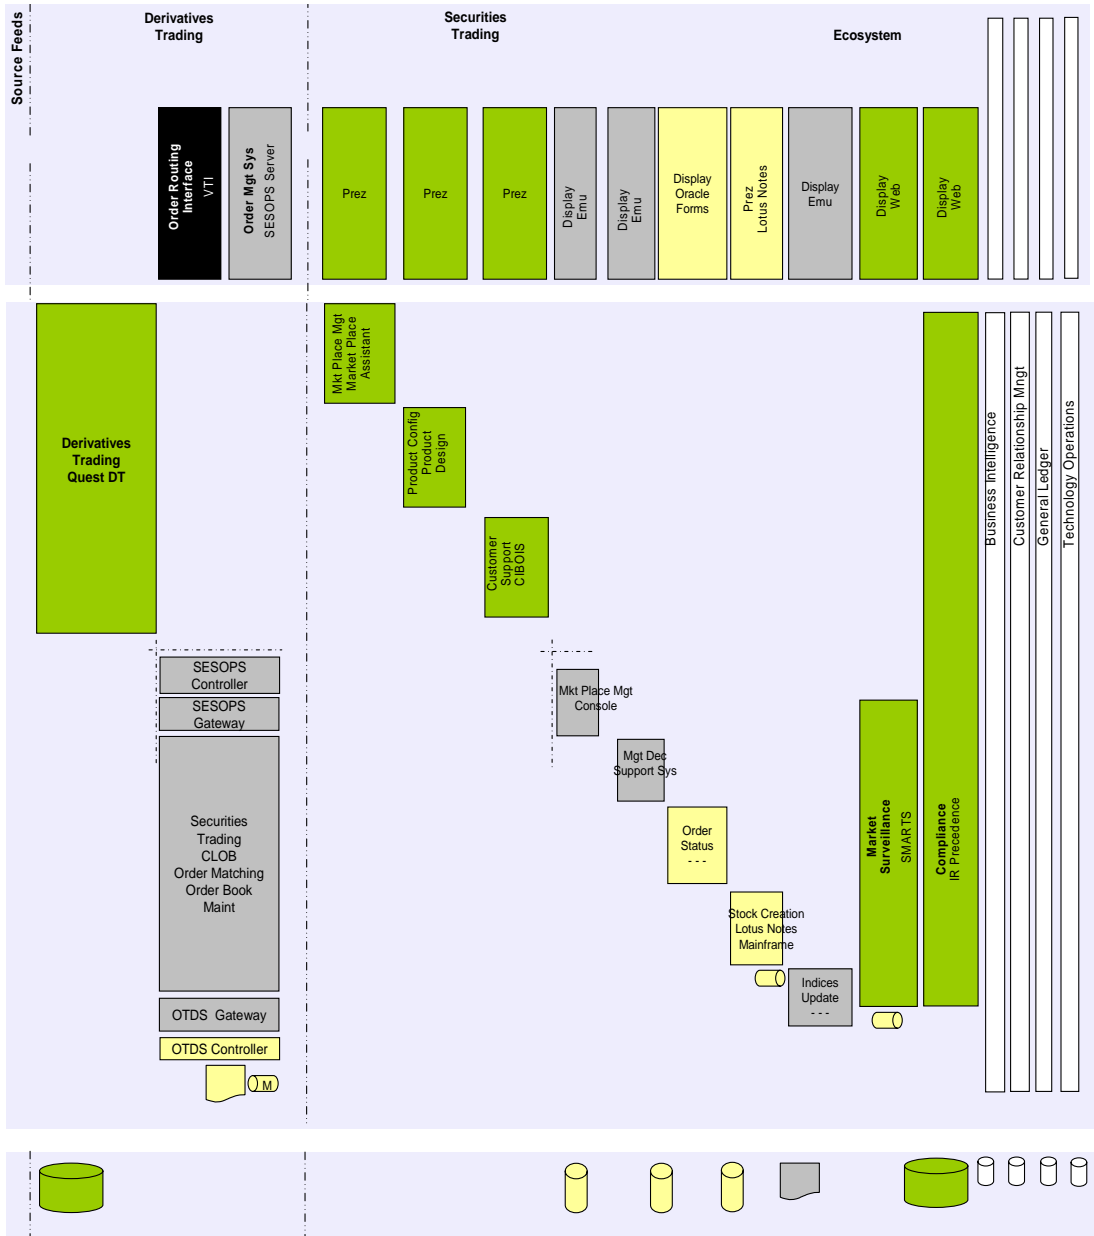 Source Feeds
Derivatives
Trading
Securities
Trading
Ecosystem
Order Routing
Interface
VTI
Order Mgt Sys
SESOPS Server
Prez
Prez
Prez
Display
Emu
Display
Emu
Display
Oracle
Forms
Prez
Lotus Notes
Display
Emu
Display
Web
Display
Web
Derivatives
Trading
Quest DT
Mkt Place Mgt
Market Place
Assistant
Product Config
Product
Design
Customer
Support
CIBOIS
SESOPS
Controller
SESOPS
Gateway
Securities
Trading
CLOB
Order Matching
Order Book
Maint
OTDS Gateway
OTDS Controller
M
Mkt Place Mgt
Console
Mgt Dec
Support Sys
Order
Status
- - -
Stock Creation
Lotus Notes
Mainframe
Indices
Update
- - -
Market
Surveillance
SMARTS
Compliance
IR Precedence
Business Intelligence
Customer Relationship Mngt
General Ledger
Technology Operations